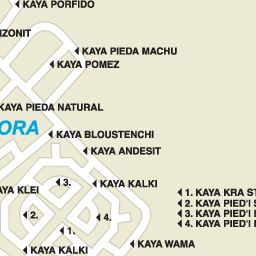 KAYA PORFIDO
ZONIT
KAYA PIEDA MACHU
KAYA POMEZ
KAYA PIEDA NATURAL
ORA
KAYA BLOUSTENCHI
KAYA ANDESIT
KAYA KLEI
3.
KAYA KALKI
1. KAYA KRA ST
2. KAYA PIED'I S
3. KAYA PIED'I
4. KAYA PIED'I
2.
4.
1.
KAYA KALKI
KAYA WAMA